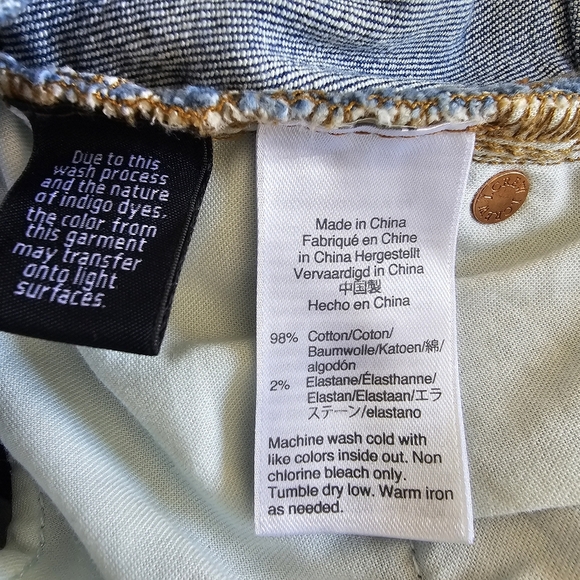 Due to this
wash process
and the nature
of indigo dyes,
the color from
this garment
may transfer
onto light
surfaces.
Made in China
Fabriqué en Chine
in China Hergestellt
Vervaardigd in China
中国製
Hecho en China
98% Cotton/Coton/
Baumwolle/Katoen/綿/
algodón
2% Elastane/Élasthanne/
Elastan/Elastaan/エラ
ステーン/elastano
Machine wash cold with
like colors inside out. Non
chlorine bleach only.
Tumble dry low. Warm iron
as needed.